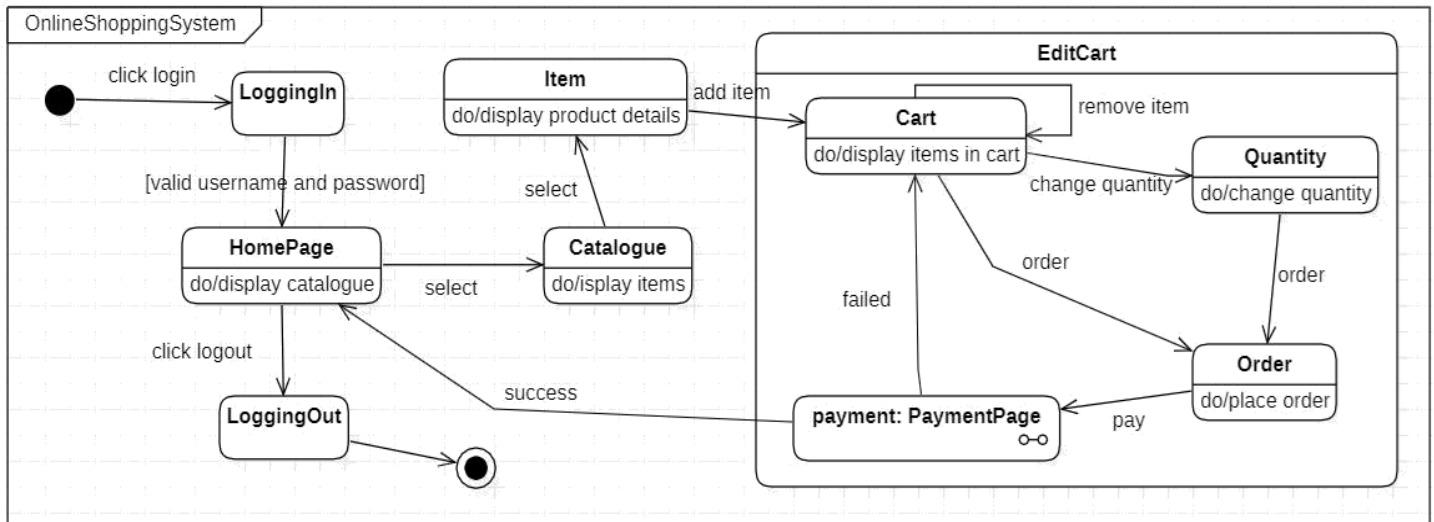 OnlineShoppingSystem
click login
LoggingIn
[valid username and password]
HomePage
do/display catalogue
select
click logout
LoggingOut
Catalogue
do/isplay items
select
Item
do/display product details
add item
EditCart
Cart
do/display items in cart
remove item
change quantity
Quantity
do/change quantity
order
order
Order
do/place order
pay
payment: PaymentPage
failed
success